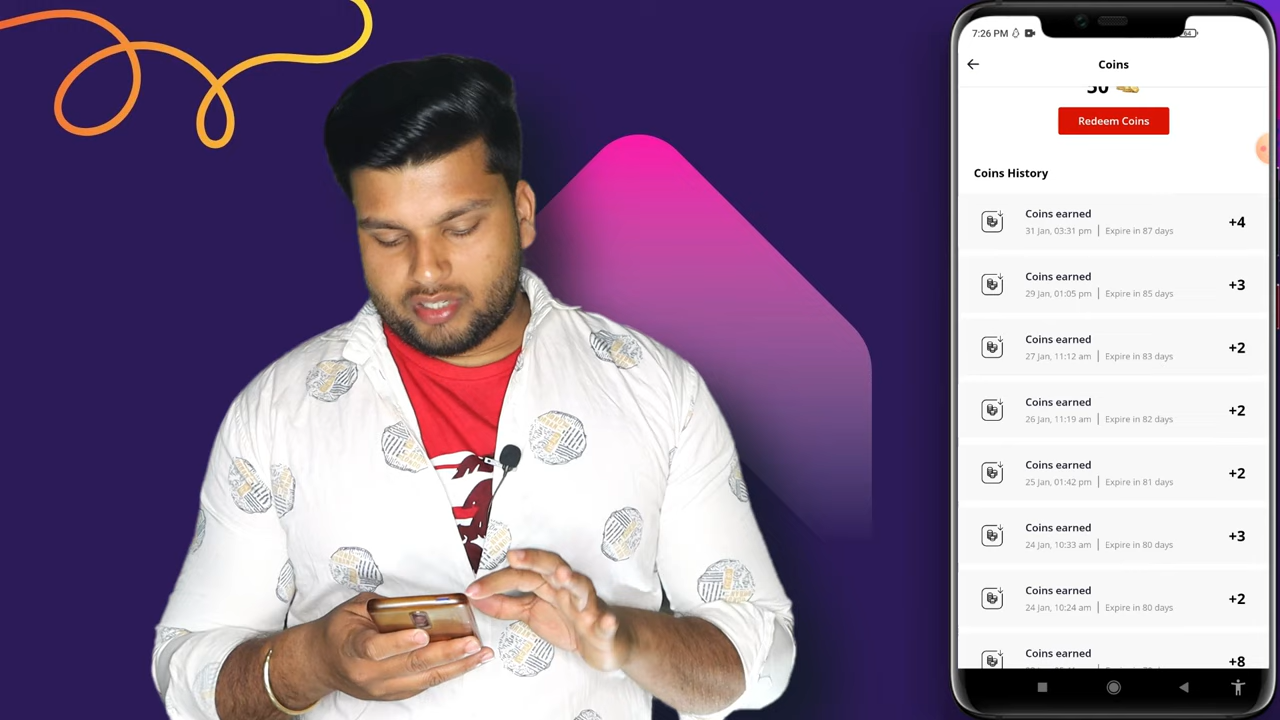 7:26 PM
64
Coins
50
Redeem Coins
Coins History
Coins earned
31 Jan, 03:31 pm | Expire in 87 days
+4
Coins earned
29 Jan, 01:05 pm | Expire in 85 days
+3
Coins earned
27 Jan, 11:12 am | Expire in 83 days
+2
Coins earned
26 Jan, 11:19 am | Expire in 82 days
+2
Coins earned
25 Jan, 01:42 pm | Expire in 81 days
+2
Coins earned
24 Jan, 10:33 am | Expire in 80 days
+3
Coins earned
24 Jan, 10:24 am | Expire in 80 days
+2
Coins earned
+8